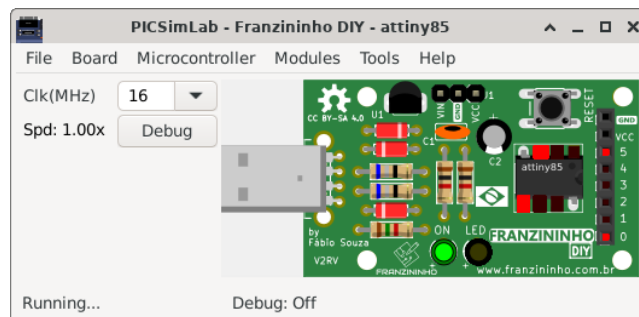 PICSimLab - Franzininho DIY - attiny85
File Board Microcontroller Modules Tools Help
Clk(MHz) 16
Spd: 1.00x Debug
CC BY-SA 4.0
U1
VIN
GND
VCC
J1
C1
C2
RESET
GND
VCC
5
4
3
2
1
0
attiny85
by
Fábio Souza
V2RV
FRANZININHO
ON LED
FRANZININHO
DIY
www.franzininho.com.br
Running... Debug: Off